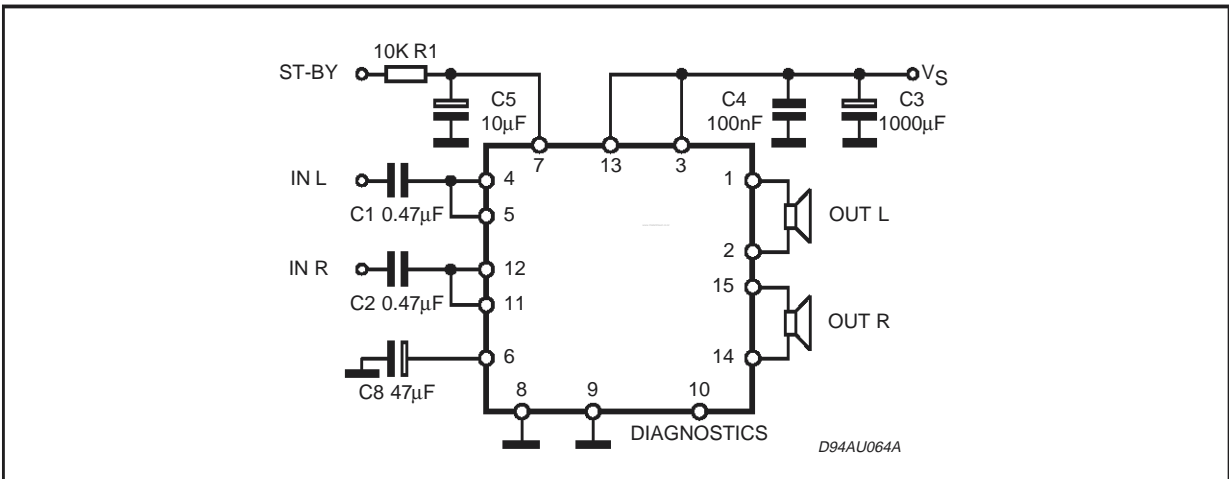 10K R1
ST-BY
VS
C5
10µF
C4
100nF
C3
1000µF
7
13
3
IN L
4
1
C1 0.47µF
5
OUT L
2
IN R
12
15
C2 0.47µF
11
OUT R
6
14
C8 47µF
8
9
10
DIAGNOSTICS
D94AU064A